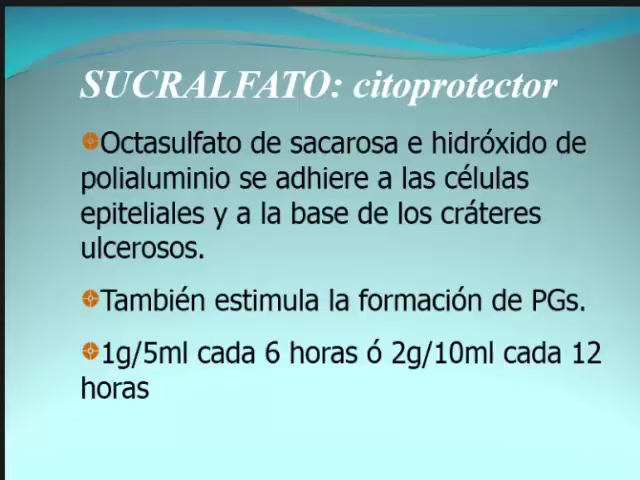 SUCRALFATO: citoprotector
Octasulfato de sacarosa e hidróxido de
polialuminio se adhiere a las células
epiteliales y a la base de los cráteres
ulcerosos.
También estimula la formación de PGs.
1g/5ml cada 6 horas ó 2g/10ml cada 12
horas